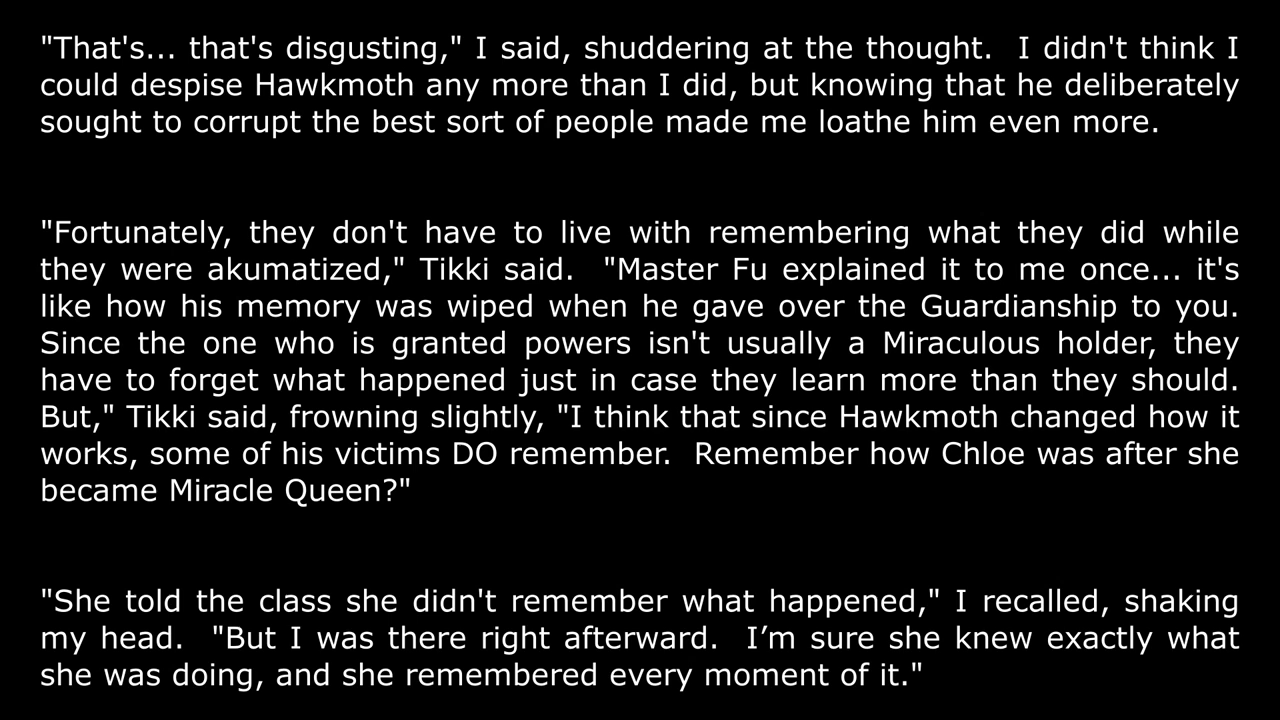 "That's... that's disgusting," I said, shuddering at the thought.  I didn't think I
could despise Hawkmoth any more than I did, but knowing that he deliberately
sought to corrupt the best sort of people made me loathe him even more.
"Fortunately, they don't have to live with remembering what they did while
they were akumatized," Tikki said.  "Master Fu explained it to me once... it's
like how his memory was wiped when he gave over the Guardianship to you.
Since the one who is granted powers isn't usually a Miraculous holder, they
have to forget what happened just in case they learn more than they should.
But," Tikki said, frowning slightly, "I think that since Hawkmoth changed how it
works, some of his victims DO remember.  Remember how Chloe was after she
became Miracle Queen?"
"She told the class she didn't remember what happened," I recalled, shaking
my head.  "But I was there right afterward.  I’m sure she knew exactly what
she was doing, and she remembered every moment of it."